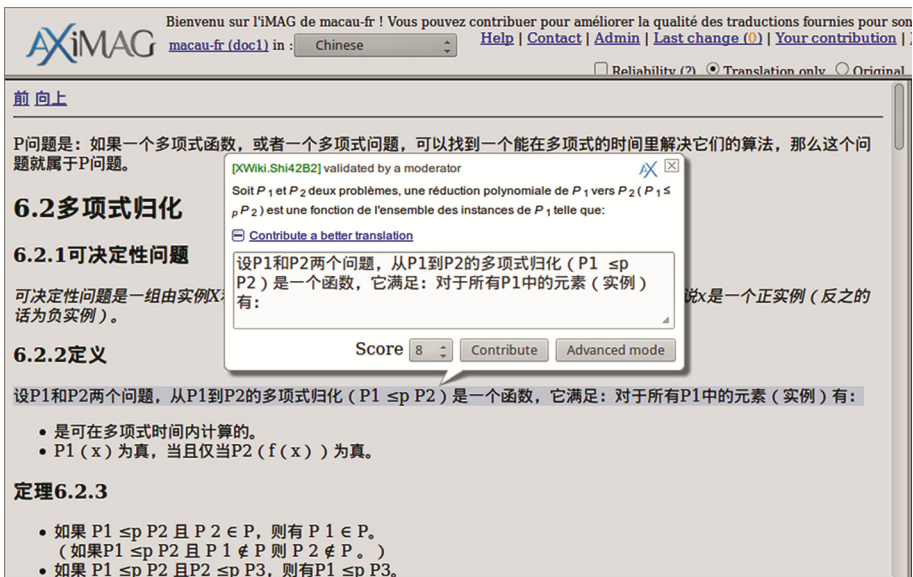 AXiMAG
Bienvenu sur l'iMAG de macau-fr ! Vous pouvez contribuer pour améliorer la qualité des traductions fournies pour son
macau-fr (doc1) in : Chinese
Help | Contact | Admin | Last change (0) | Your contribution |
Reliability (?) Translation only Original
前 向上
P问题是：如果一个多项式函数，或者一个多项式问题，可以找到一个能在多项式的时间里解决它们的算法，那么这个问
题就属于P问题。
6.2多项式归化
6.2.1可决定性问题
可决定性问题是一组由实例X
说x是一个正实例（反之的
话为负实例）。
6.2.2定义
[XWiki.Shi42B2] validated by a moderator
AX
Soit P 1 et P 2 deux problèmes, une réduction polynomiale de P 1 vers P 2 ( P 1 ≤
p P 2 ) est une fonction de l'ensemble des instances de P 1 telle que:
Contribute a better translation
设P1和P2两个问题，从P1到P2的多项式归化（P1 ≤p
P2）是一个函数，它满足：对于所有P1中的元素（实例）
有：
Score 8 Contribute Advanced mode
设P1和P2两个问题，从P1到P2的多项式归化（P1 ≤p P2）是一个函数，它满足：对于所有P1中的元素（实例）有：
• 是可在多项式时间内计算的。
• P1（x）为真，当且仅当P2（f（x））为真。
定理6.2.3
• 如果 P1 ≤p P2 且 P 2 ∈ P，则有 P 1 ∈ P。
（如果P1 ≤p P2 且 P 1 ∉ P 则 P 2 ∉ P 。）
• 如果 P1 ≤p P2 且P2 ≤p P3，则有P1 ≤p P3。